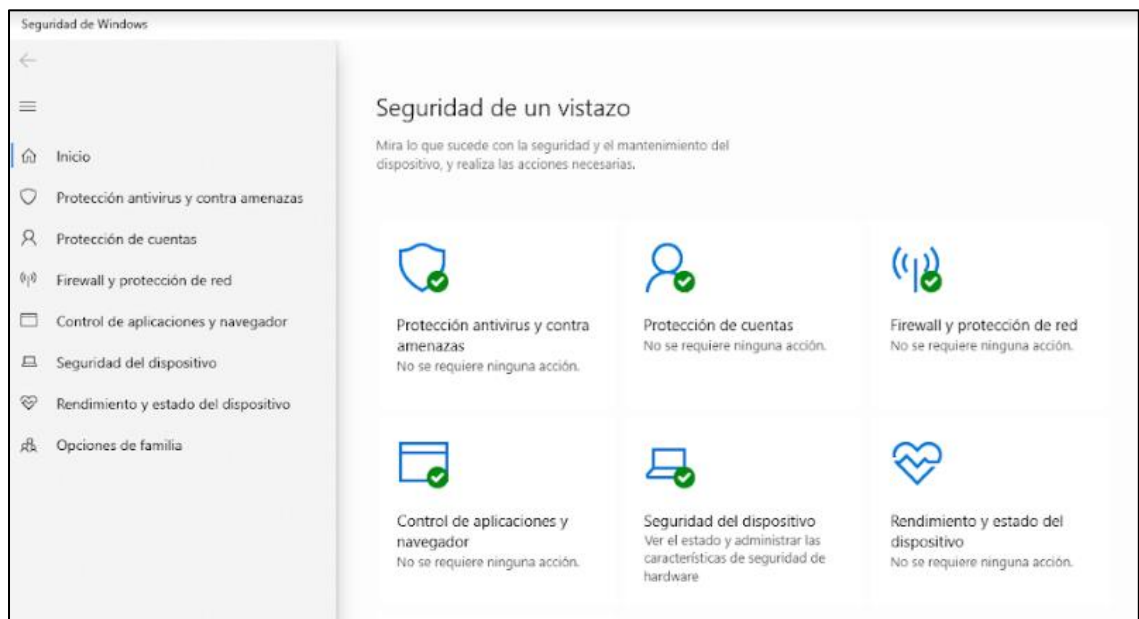 Seguridad de Windows
Inicio
Protección antivirus y contra amenazas
Protección de cuentas
Firewall y protección de red
Control de aplicaciones y navegador
Seguridad del dispositivo
Rendimiento y estado del dispositivo
Opciones de familia
Seguridad de un vistazo
Mira lo que sucede con la seguridad y el mantenimiento del
dispositivo, y realiza las acciones necesarias.
Protección antivirus y contra
amenazas
No se requiere ninguna acción.
Protección de cuentas
No se requiere ninguna acción.
Firewall y protección de red
No se requiere ninguna acción.
Control de aplicaciones y
navegador
No se requiere ninguna acción.
Seguridad del dispositivo
Ver el estado y administrar las
características de seguridad de
hardware
Rendimiento y estado del
dispositivo
No se requiere ninguna acción.